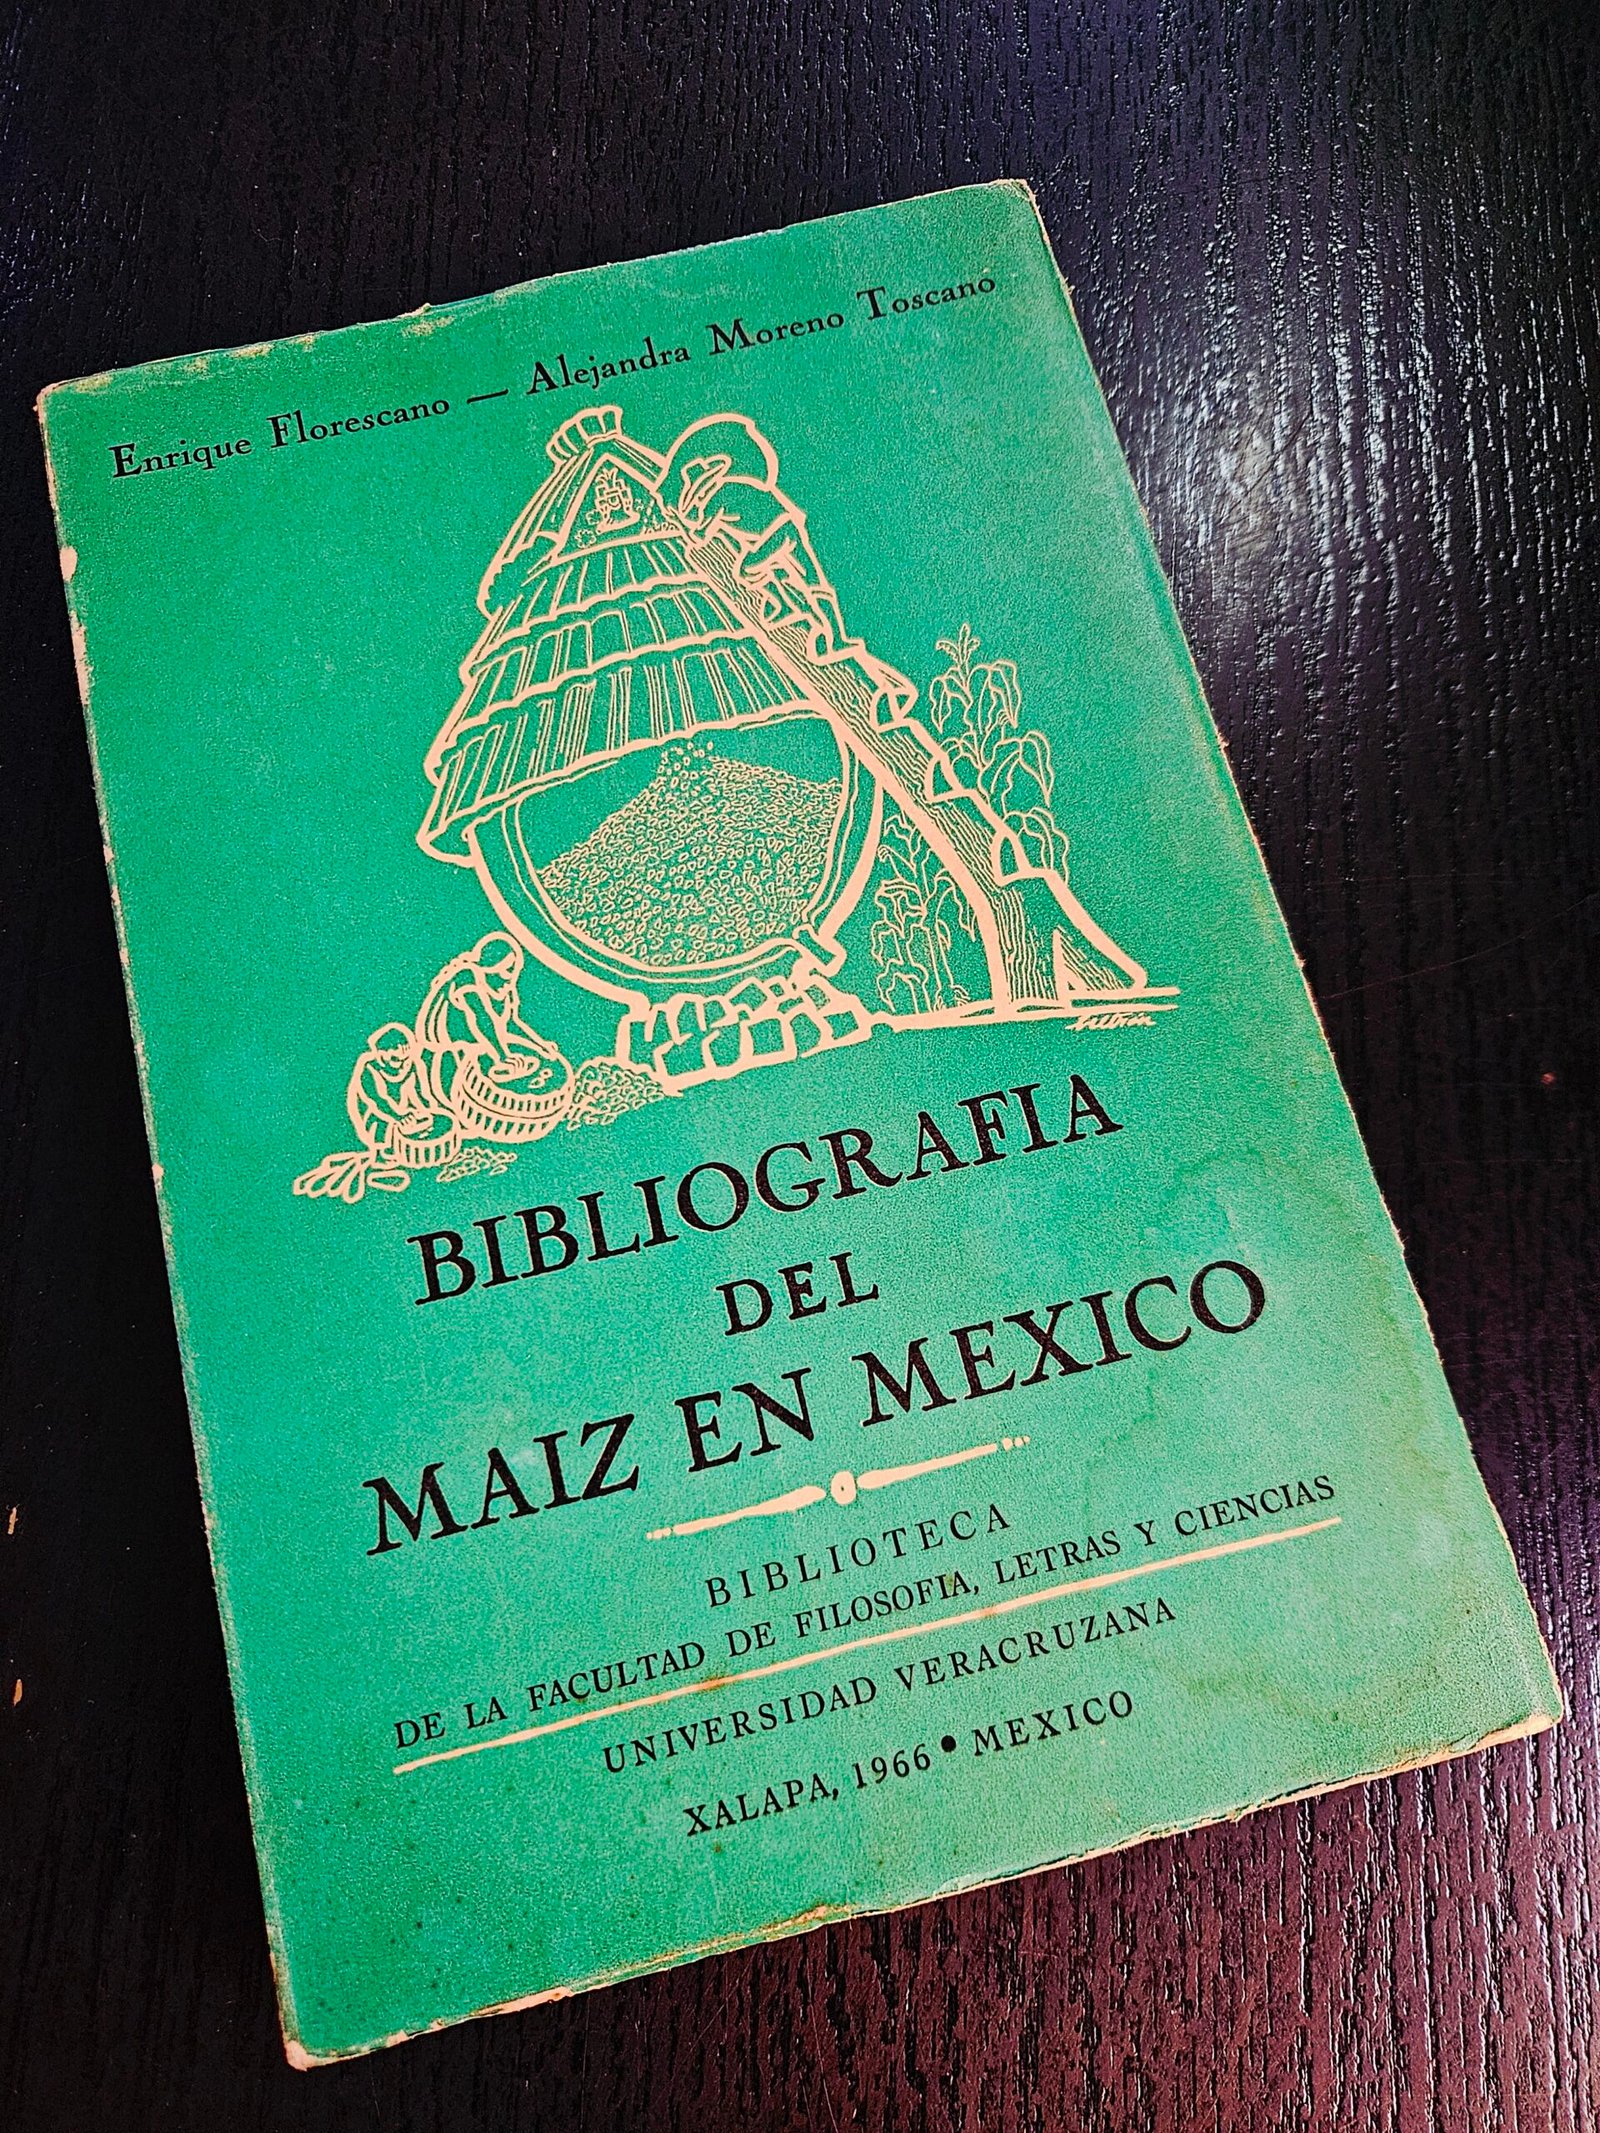 Enrique Florescano — Alejandra Moreno Toscano
beltrán
BIBLIOGRAFIA
DEL
MAIZ EN MEXICO
BIBLIOTECA
DE LA FACULTAD DE FILOSOFIA, LETRAS Y CIENCIAS
UNIVERSIDAD VERACRUZANA
XALAPA, 1966 • MEXICO